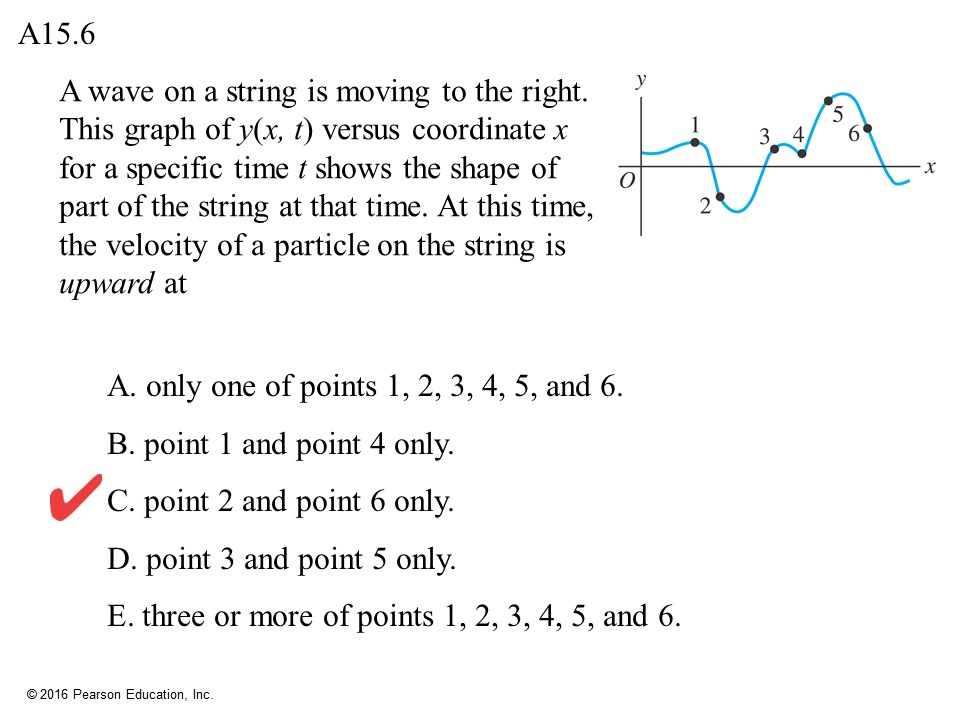 A15.6
A wave on a string is moving to the right.
This graph of y(x, t) versus coordinate x
for a specific time t shows the shape of
part of the string at that time. At this time,
the velocity of a particle on the string is
upward at
y
1
2
3
4
5
6
O
x
A. only one of points 1, 2, 3, 4, 5, and 6.
B. point 1 and point 4 only.
C. point 2 and point 6 only.
D. point 3 and point 5 only.
E. three or more of points 1, 2, 3, 4, 5, and 6.
© 2016 Pearson Education, Inc.